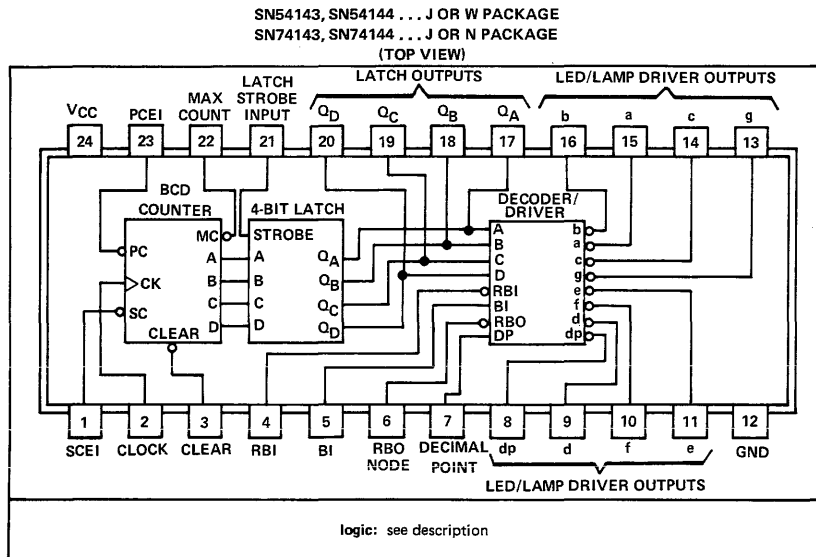 SN54143, SN54144 . . . J OR W PACKAGE
SN74143, SN74144 . . . J OR N PACKAGE
(TOP VIEW)
LATCH OUTPUTS
LED/LAMP DRIVER OUTPUTS
VCC
PCEI
MAX COUNT
LATCH STROBE INPUT
QD
QC
QB
QA
b
a
c
g
24
23
22
21
20
19
18
17
16
15
14
13
BCD COUNTER
4-BIT LATCH
DECODER/ DRIVER
PC
CK
SC
CLEAR
MC
A
B
C
D
STROBE
A
B
C
D
QA
QB
QC
QD
A
B
C
D
RBI
BI
RBO
DP
b
a
c
g
e
f
d
dp
1
2
3
4
5
6
7
8
9
10
11
12
SCEI
CLOCK
CLEAR
RBI
BI
RBO NODE
DECIMAL POINT
dp
d
f
e
GND
LED/LAMP DRIVER OUTPUTS
logic: see description